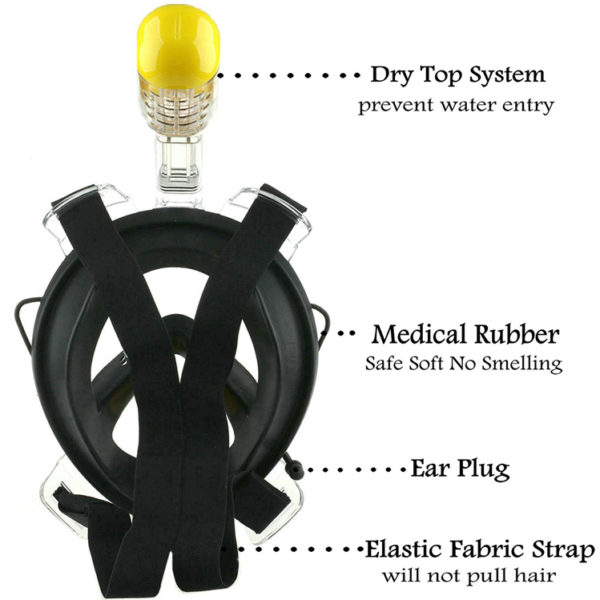 Dry Top System
prevent water entry
Medical Rubber
Safe Soft No Smelling
Ear Plug
Elastic Fabric Strap
will not pull hair